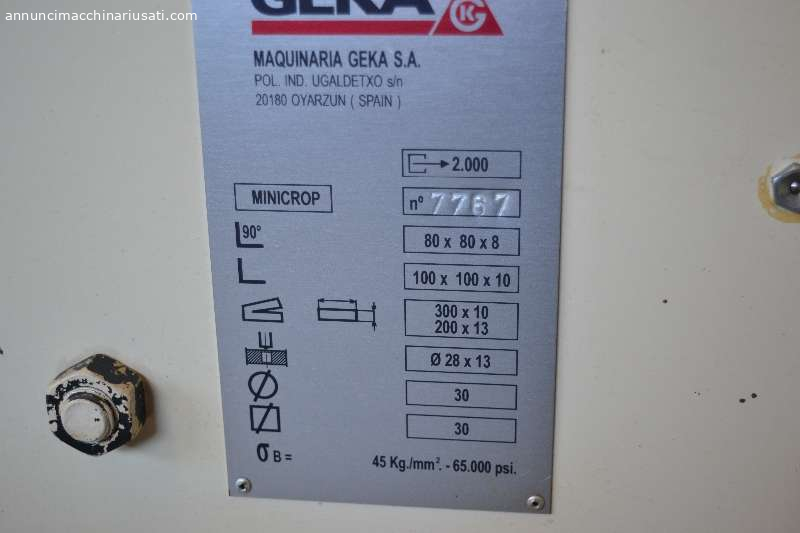 annuncimacchinariusati.com
GEKA KG
MAQUINARIA GEKA S.A.
POL. IND. UGALDETXO s/n
20180 OYARZUN ( SPAIN )
2.000
MINICROP
nº 7767
90° 80 x 80 x 8
100 x 100 x 10
300 x 10
200 x 13
Ø 28 x 13
30
30
σ B = 45 Kg./mm². - 65.000 psi.